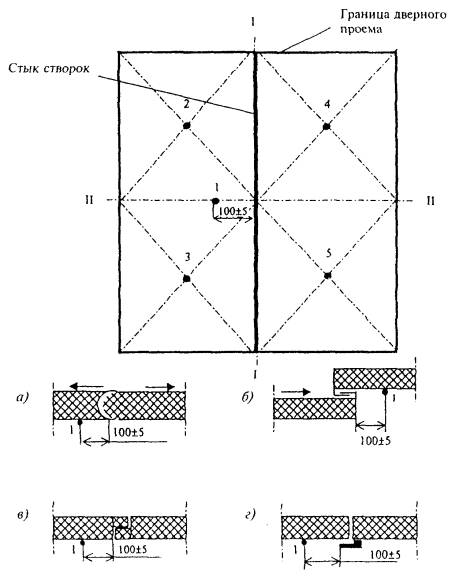 I
Граница дверного
проема
Стык створок
2
4
1
II
II
100±5
3
5
I
а)
1
100±5
б)
1
100±5
в)
1
100±5
г)
1
100±5